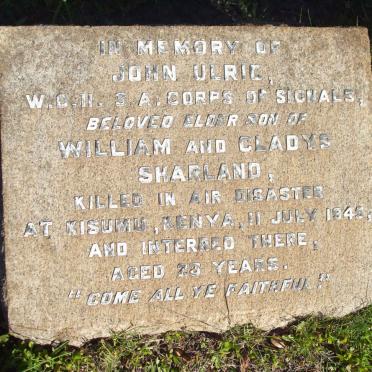 IN MEMORY OF
JOHN ULRIC,
W.O.II. S.A. CORPS OF SIGNALS,
BELOVED ELDER SON OF
WILLIAM AND GLADYS
SHARLAND,
KILLED IN AIR DISASTER
AT KISUMU, KENYA, 11 JULY 1945,
AND INTERRED THERE,
AGED 23 YEARS.
"COME ALL YE FAITHFUL!"